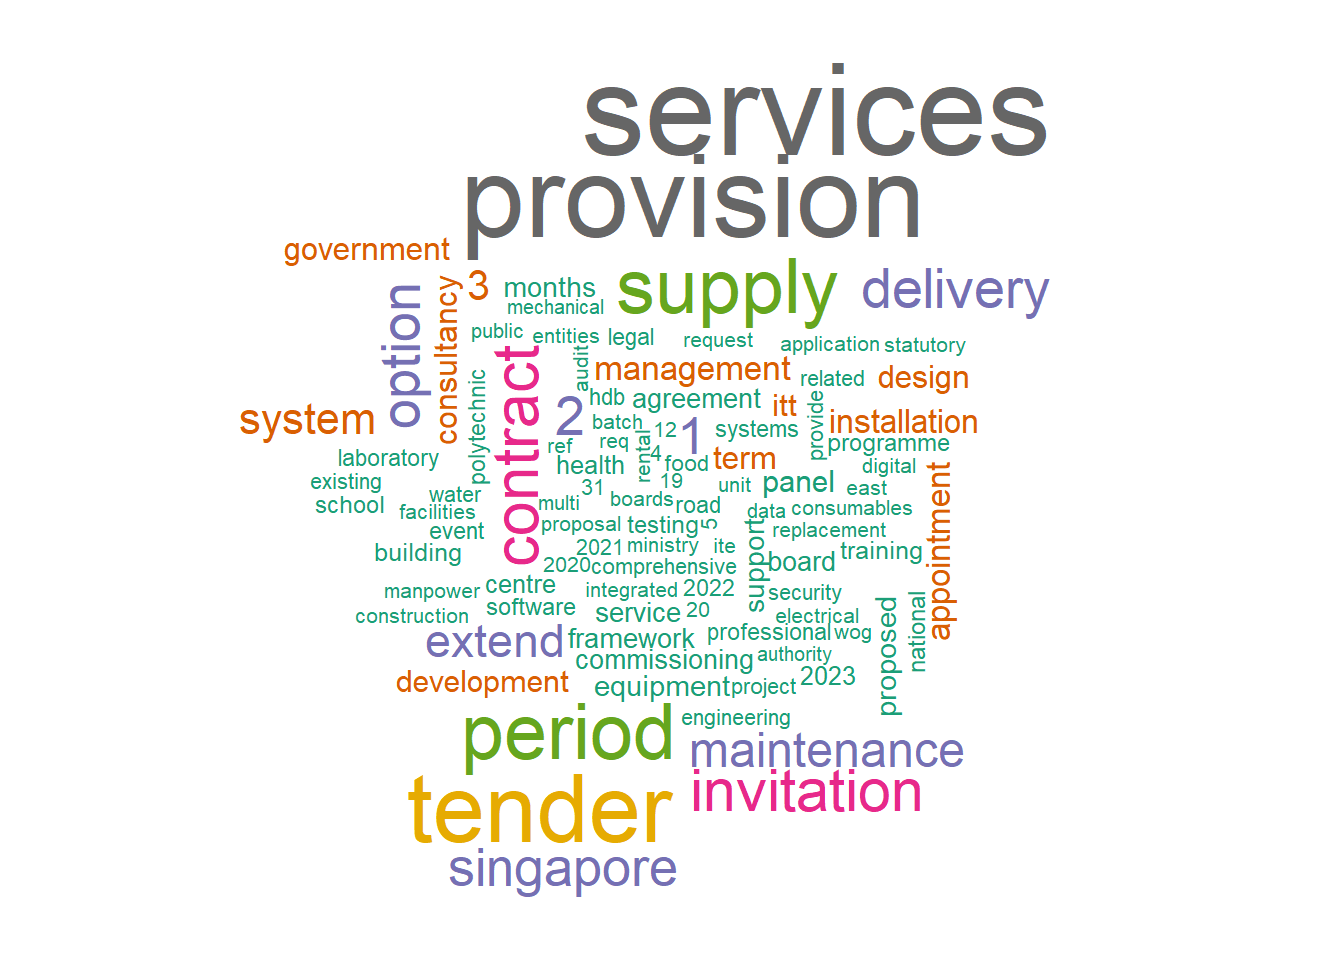 services
provision
government
supply
delivery
option
consultancy
3
months
mechanical
public
entities
legal
request
application
statutory
contract
audit
management
related
design
polytechnic
hdb
agreement
itt
provide
installation
system
2
batch
12
1
systems
programme
ref
req
rental
4
term
laboratory
health
food
digital
existing
31
19
unit
panel
east
appointment
school
water
facilities
multi
boards
road
data
consumables
event
proposal
testing
5
support
replacement
building
2021
ministry
ite
board
training
2020
comprehensive
manpower
centre
integrated
2022
security
national
construction
software
service
20
electrical
proposed
extend
framework
professional
wog
commissioning
authority
development
equipment
project
2023
period
engineering
maintenance
tender
invitation
singapore